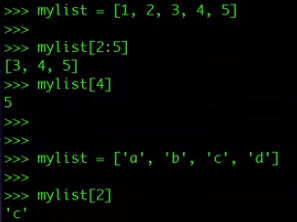 >>> mylist = [1, 2, 3, 4, 5]
>>>
>>> mylist[2:5]
[3, 4, 5]
>>> mylist[4]
5
>>>
>>>
>>> mylist = ['a', 'b', 'c', 'd']
>>>
>>> mylist[2]
'c'